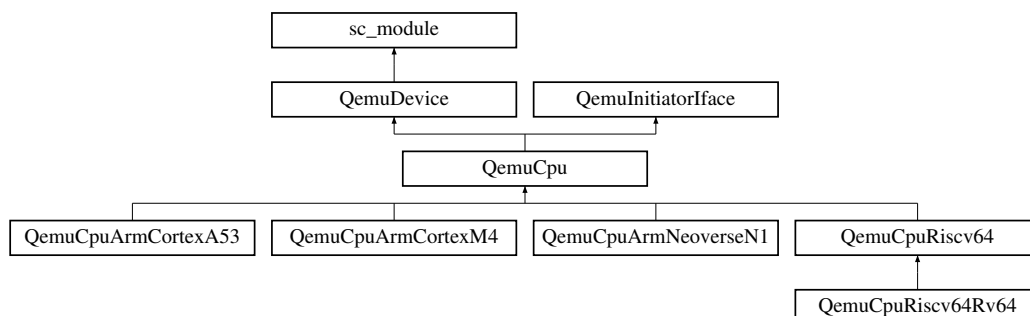 sc_module
QemuDevice
QemuInitiatorIface
QemuCpu
QemuCpuArmCortexA53
QemuCpuArmCortexM4
QemuCpuArmNeoverseN1
QemuCpuRiscv64
QemuCpuRiscv64Rv64